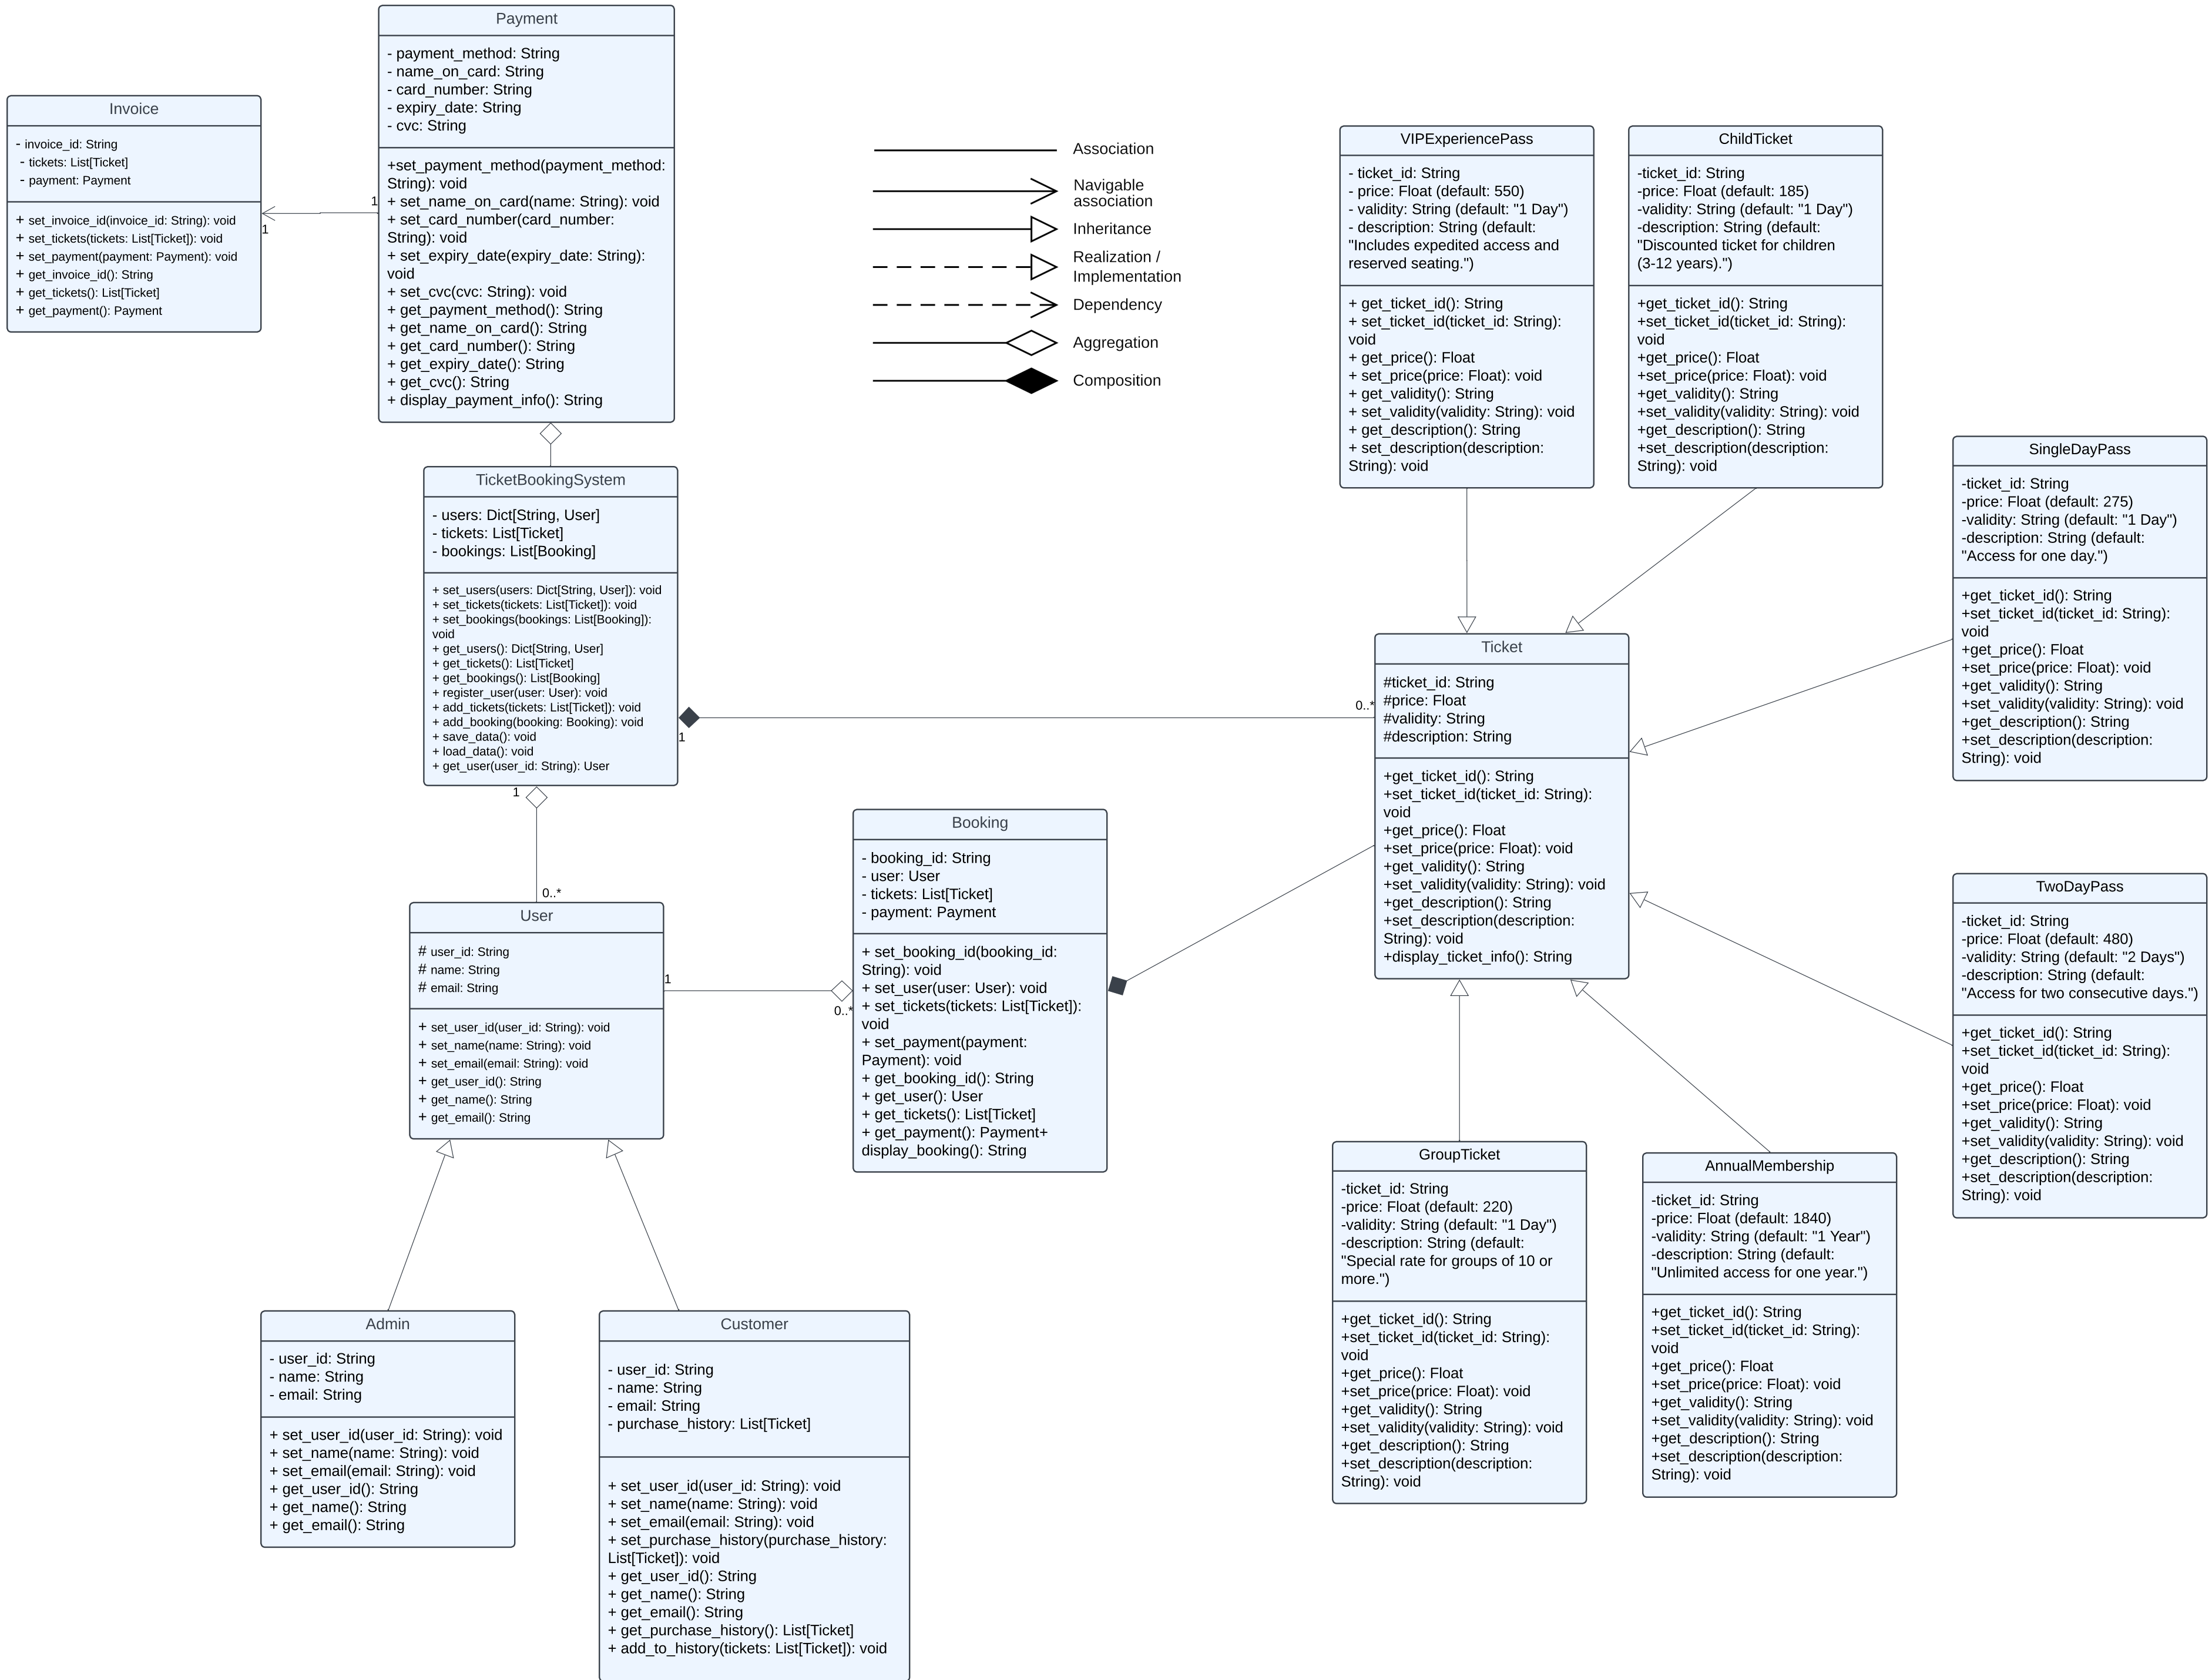 Payment
- payment_method: String
- name_on_card: String
- card_number: String
- expiry_date: String
- cvc: String
+set_payment_method(payment_method:
String): void
+ set_name_on_card(name: String): void
+ set_card_number(card_number:
String): void
+ set_expiry_date(expiry_date: String):
void
+ set_cvc(cvc: String): void
+ get_payment_method(): String
+ get_name_on_card(): String
+ get_card_number(): String
+ get_expiry_date(): String
+ get_cvc(): String
+ display_payment_info(): String
Invoice
- invoice_id: String
- tickets: List[Ticket]
- payment: Payment
+ set_invoice_id(invoice_id: String): void
+ set_tickets(tickets: List[Ticket]): void
+ set_payment(payment: Payment): void
+ get_invoice_id(): String
+ get_tickets(): List[Ticket]
+ get_payment(): Payment
1
1
Association
Navigable
association
Inheritance
Realization /
Implementation
Dependency
Aggregation
Composition
VIPExperiencePass
- ticket_id: String
- price: Float (default: 550)
- validity: String (default: "1 Day")
- description: String (default:
"Includes expedited access and
reserved seating.")
+ get_ticket_id(): String
+ set_ticket_id(ticket_id: String):
void
+ get_price(): Float
+ set_price(price: Float): void
+ get_validity(): String
+ set_validity(validity: String): void
+ get_description(): String
+ set_description(description:
String): void
ChildTicket
-ticket_id: String
-price: Float (default: 185)
-validity: String (default: "1 Day")
-description: String (default:
"Discounted ticket for children
(3-12 years).")
+get_ticket_id(): String
+set_ticket_id(ticket_id: String):
void
+get_price(): Float
+set_price(price: Float): void
+get_validity(): String
+set_validity(validity: String): void
+get_description(): String
+set_description(description:
String): void
SingleDayPass
-ticket_id: String
-price: Float (default: 275)
-validity: String (default: "1 Day")
-description: String (default:
"Access for one day.")
+get_ticket_id(): String
+set_ticket_id(ticket_id: String):
void
+get_price(): Float
+set_price(price: Float): void
+get_validity(): String
+set_validity(validity: String): void
+get_description(): String
+set_description(description:
String): void
TicketBookingSystem
- users: Dict[String, User]
- tickets: List[Ticket]
- bookings: List[Booking]
+ set_users(users: Dict[String, User]): void
+ set_tickets(tickets: List[Ticket]): void
+ set_bookings(bookings: List[Booking]):
void
+ get_users(): Dict[String, User]
+ get_tickets(): List[Ticket]
+ get_bookings(): List[Booking]
+ register_user(user: User): void
+ add_tickets(tickets: List[Ticket]): void
+ add_booking(booking: Booking): void
+ save_data(): void
+ load_data(): void
+ get_user(user_id: String): User
1
0..*
1
0..*
Ticket
#ticket_id: String
#price: Float
#validity: String
#description: String
+get_ticket_id(): String
+set_ticket_id(ticket_id: String):
void
+get_price(): Float
+set_price(price: Float): void
+get_validity(): String
+set_validity(validity: String): void
+get_description(): String
+set_description(description:
String): void
+display_ticket_info(): String
Booking
- booking_id: String
- user: User
- tickets: List[Ticket]
- payment: Payment
+ set_booking_id(booking_id:
String): void
+ set_user(user: User): void
+ set_tickets(tickets: List[Ticket]):
void
+ set_payment(payment:
Payment): void
+ get_booking_id(): String
+ get_user(): User
+ get_tickets(): List[Ticket]
+ get_payment(): Payment+
display_booking(): String
User
# user_id: String
# name: String
# email: String
+ set_user_id(user_id: String): void
+ set_name(name: String): void
+ set_email(email: String): void
+ get_user_id(): String
+ get_name(): String
+ get_email(): String
1
0..*
TwoDayPass
-ticket_id: String
-price: Float (default: 480)
-validity: String (default: "2 Days")
-description: String (default:
"Access for two consecutive days.")
+get_ticket_id(): String
+set_ticket_id(ticket_id: String):
void
+get_price(): Float
+set_price(price: Float): void
+get_validity(): String
+set_validity(validity: String): void
+get_description(): String
+set_description(description:
String): void
GroupTicket
-ticket_id: String
-price: Float (default: 220)
-validity: String (default: "1 Day")
-description: String (default:
"Special rate for groups of 10 or
more.")
+get_ticket_id(): String
+set_ticket_id(ticket_id: String):
void
+get_price(): Float
+set_price(price: Float): void
+get_validity(): String
+set_validity(validity: String): void
+get_description(): String
+set_description(description:
String): void
AnnualMembership
-ticket_id: String
-price: Float (default: 1840)
-validity: String (default: "1 Year")
-description: String (default:
"Unlimited access for one year.")
+get_ticket_id(): String
+set_ticket_id(ticket_id: String):
void
+get_price(): Float
+set_price(price: Float): void
+get_validity(): String
+set_validity(validity: String): void
+get_description(): String
+set_description(description:
String): void
Admin
- user_id: String
- name: String
- email: String
+ set_user_id(user_id: String): void
+ set_name(name: String): void
+ set_email(email: String): void
+ get_user_id(): String
+ get_name(): String
+ get_email(): String
Customer
- user_id: String
- name: String
- email: String
- purchase_history: List[Ticket]
+ set_user_id(user_id: String): void
+ set_name(name: String): void
+ set_email(email: String): void
+ set_purchase_history(purchase_history:
List[Ticket]): void
+ get_user_id(): String
+ get_name(): String
+ get_email(): String
+ get_purchase_history(): List[Ticket]
+ add_to_history(tickets: List[Ticket]): void